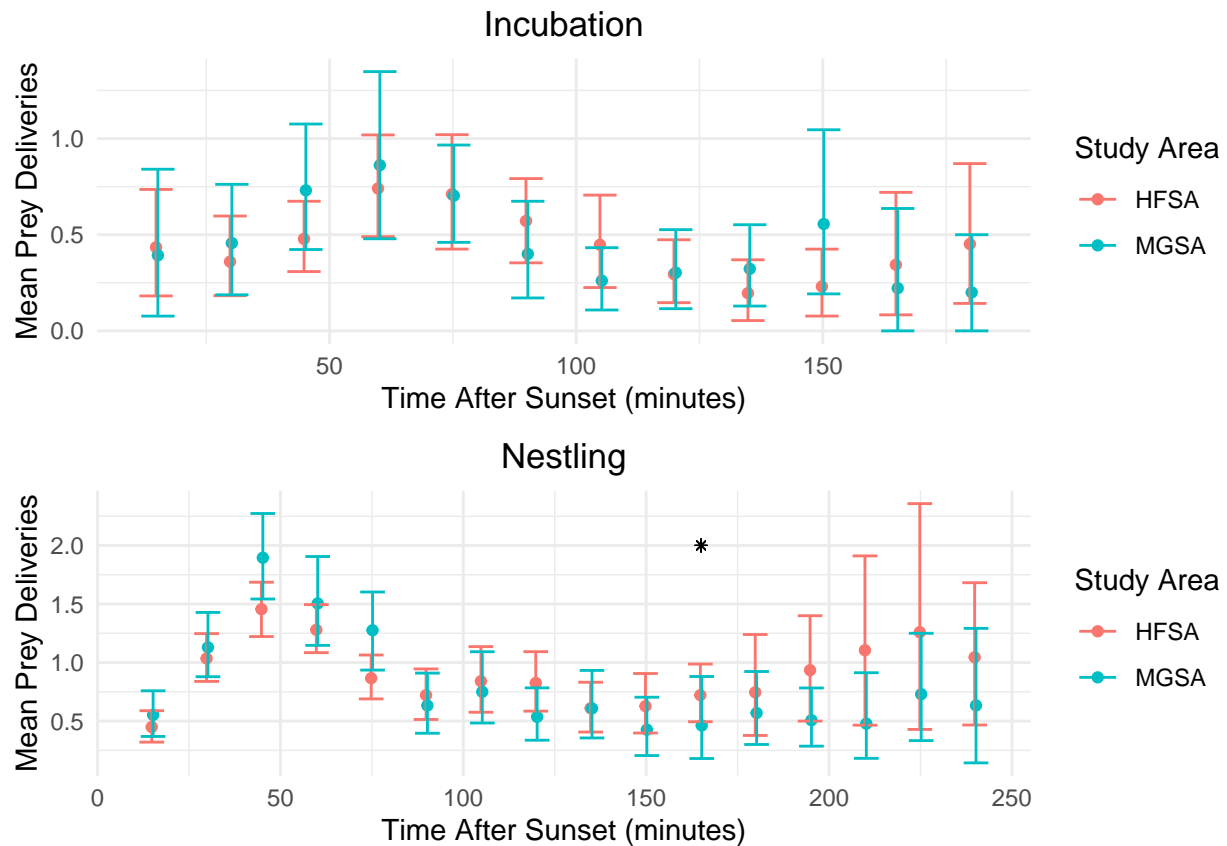 Incubation
Mean Prey Deliveries
1.0
0.5
0.0
50
100
150
Time After Sunset (minutes)
Study Area
HFSA
MGSA
Nestling
Mean Prey Deliveries
2.0
1.5
1.0
0.5
*
0
50
100
150
200
250
Time After Sunset (minutes)
Study Area
HFSA
MGSA